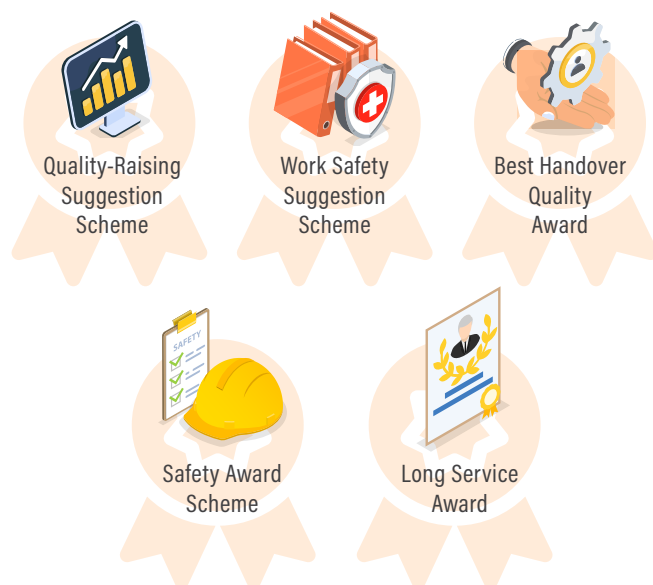 Quality-Raising
Suggestion
Scheme
Work Safety
Suggestion
Scheme
Best Handover
Quality
Award
SAFETY
Safety Award
Scheme
Long Service
Award